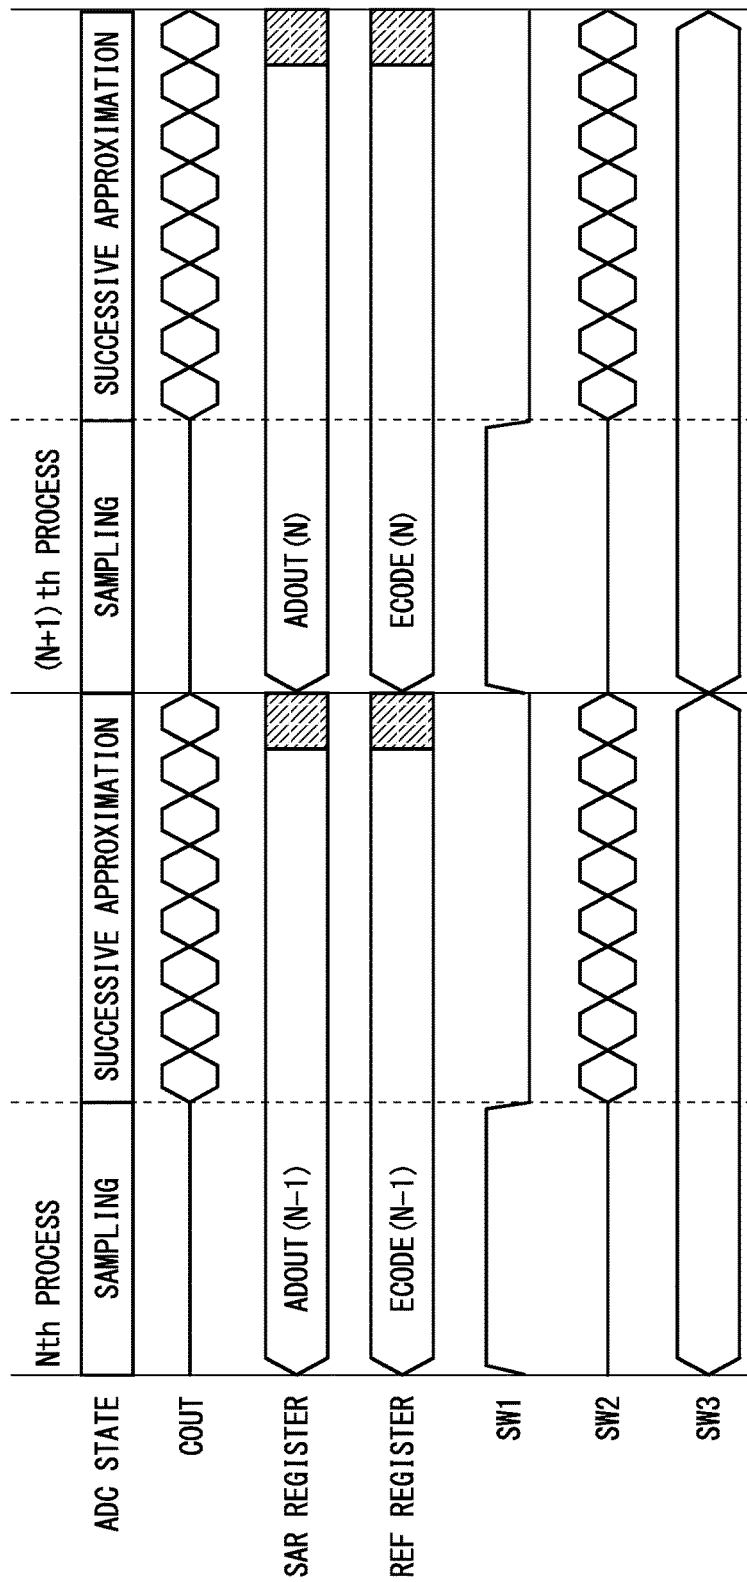 Nth PROCESS
(N+1)th PROCESS
ADC STATE
SAMPLING
SUCCESSIVE APPROXIMATION
SAMPLING
SUCCESSIVE APPROXIMATION
COUT
SAR REGISTER
ADOUT(N-1)
ADOUT(N)
REF REGISTER
ECODE(N-1)
ECODE(N)
SW1
SW2
SW3